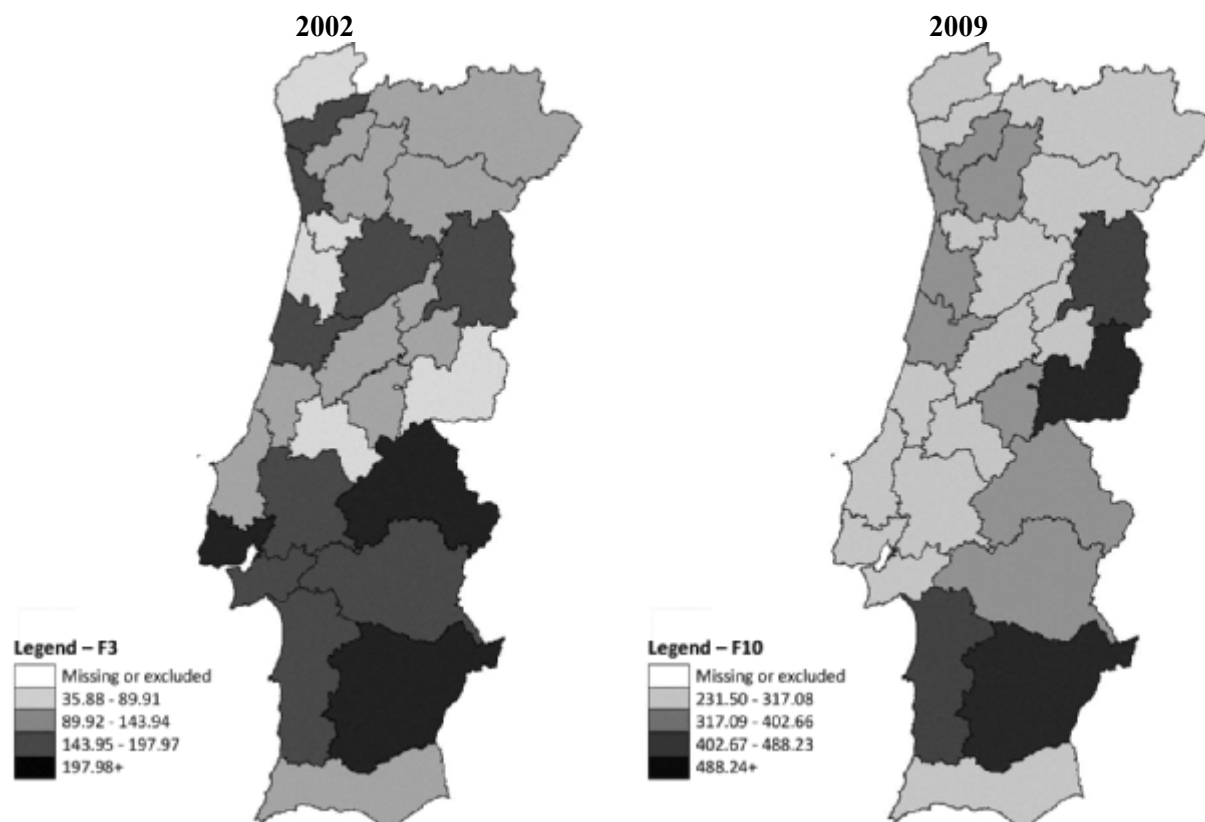 2002
2009
Legend – F3
Missing or excluded
35.88 - 89.91
89.92 - 143.94
143.95 - 197.97
197.98+
Legend – F10
Missing or excluded
231.50 - 317.08
317.09 - 402.66
402.67 - 488.23
488.24+